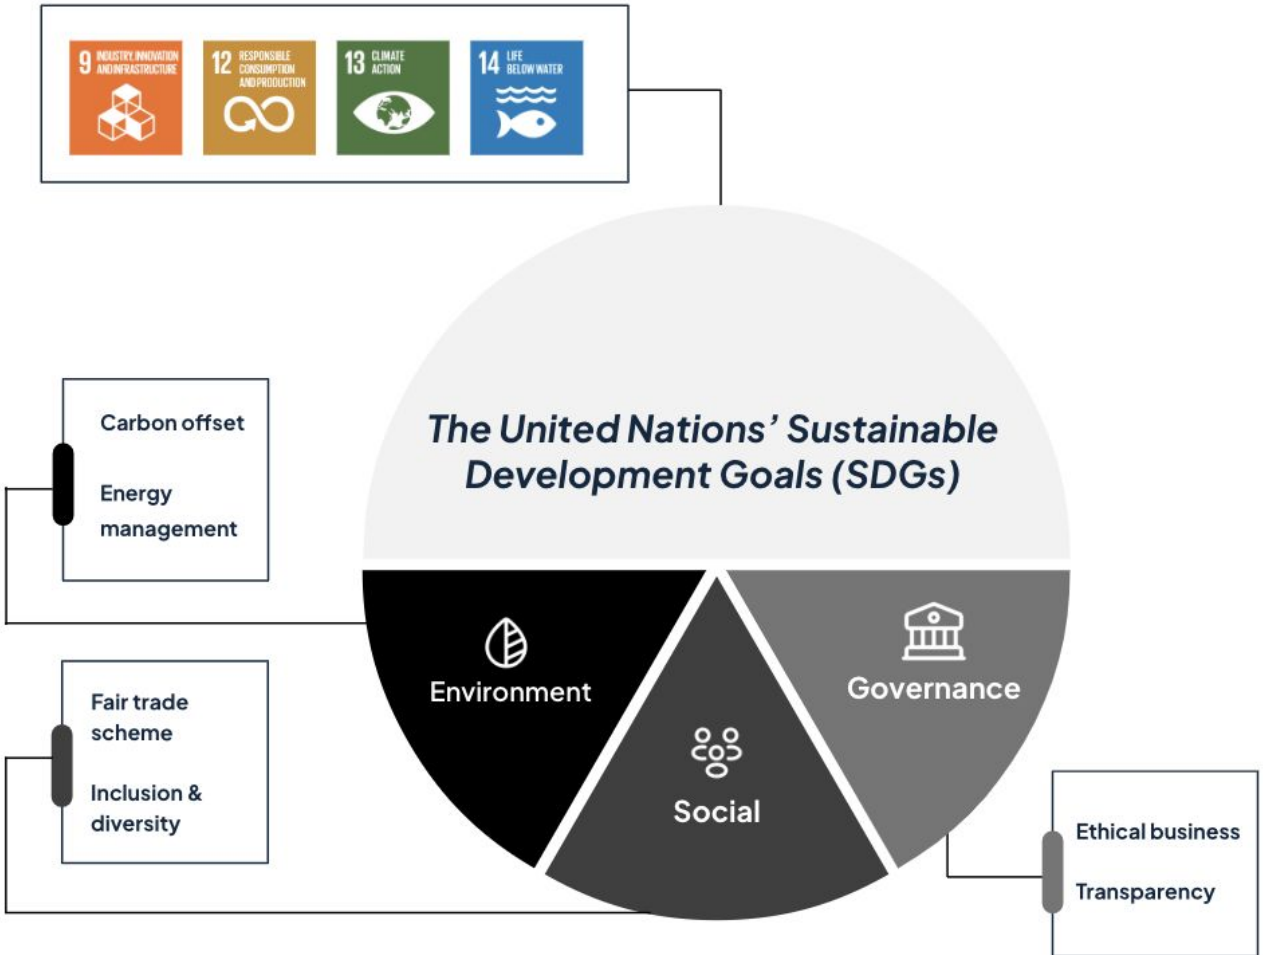 9 INDUSTRY, INNOVATION
AND INFRASTRUCTURE
12 RESPONSIBLE
CONSUMPTION
AND PRODUCTION
13 CLIMATE
ACTION
14 LIFE
BELOW WATER
The United Nations’ Sustainable
Development Goals (SDGs)
Carbon offset
Energy
management
Environment
Governance
Social
Fair trade
scheme
Inclusion &
diversity
Ethical business
Transparency